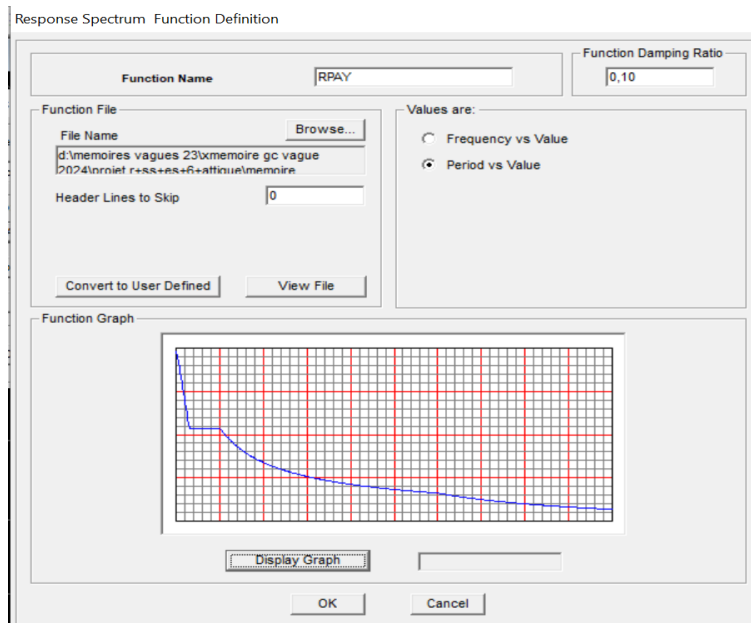 Response Spectrum Function Definition
Function Name
RPAY
Function Damping Ratio
0,10
Function File
File Name
Browse...
d:\memoires vagues 23\xmemoire gc vague
2024\projet r+ss+es+6+attique\memoire
Header Lines to Skip
0
Convert to User Defined
View File
Values are:
Frequency vs Value
Period vs Value
Function Graph
Display Graph
OK
Cancel